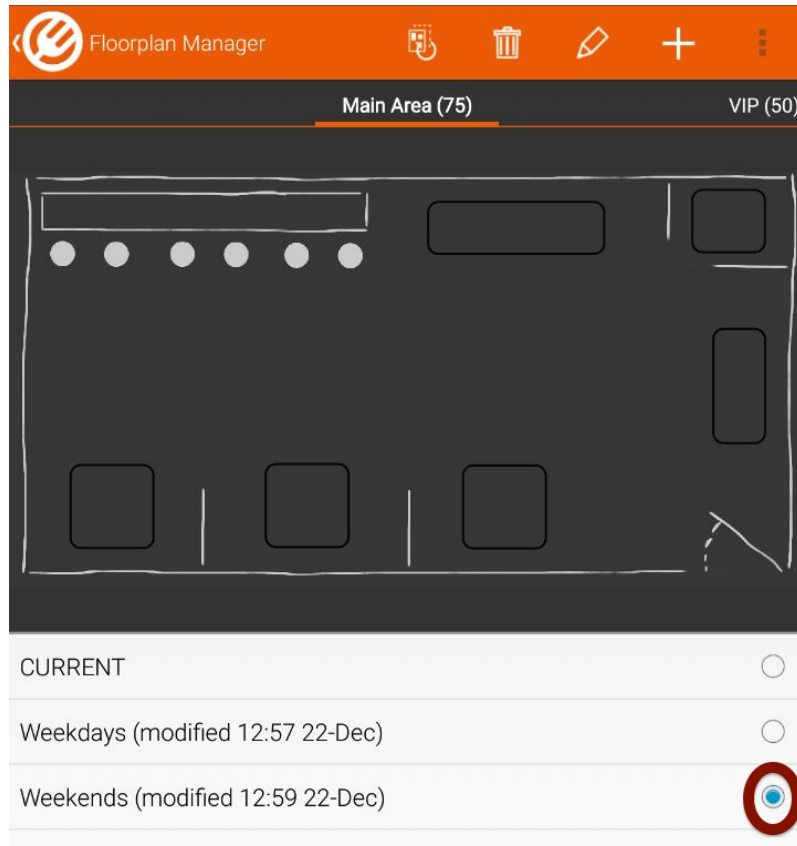 Floorplan Manager
Main Area (75)
VIP (50)
CURRENT
Weekdays (modified 12:57 22-Dec)
Weekends (modified 12:59 22-Dec)